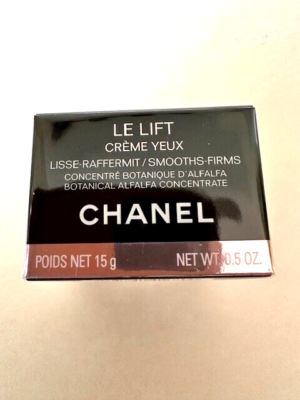 LE LIFT
CRÈME YEUX
LISSE-RAFFERMIT / SMOOTHS-FIRMS
CONCENTRÉ BOTANIQUE D'ALFALFA
BOTANICAL ALFALFA CONCENTRATE
CHANEL
POIDS NET 15 g NET WT. 0.5 OZ.